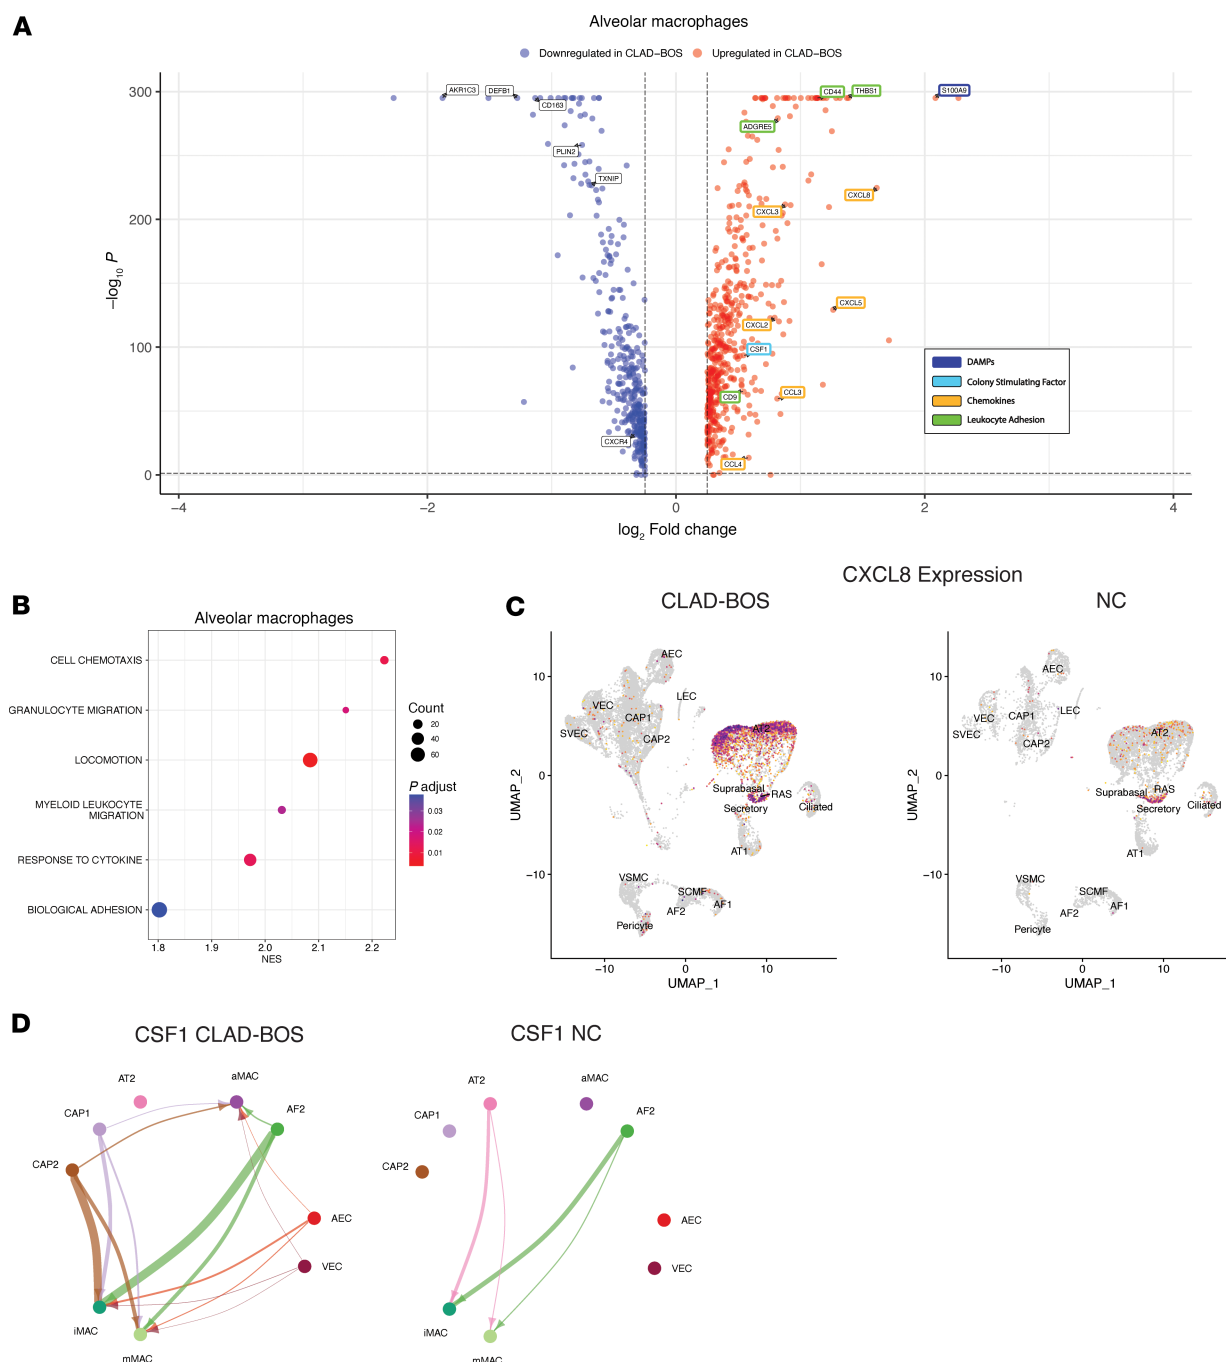 A
Alveolar macrophages
Downregulated in CLAD−BOS
Upregulated in CLAD−BOS
300
200
100
0
−log10 P
AKR1C3
DEFB1
CD163
PLIN2
TXNIP
CXCR4
CD44
THBS1
S100A9
ADGRE5
CXCL8
CXCL3
CXCL5
CXCL2
CSF1
CCL3
CD9
CCL4
DAMPs
Colony Stimulating Factor
Chemokines
Leukocyte Adhesion
−4
−2
0
2
4
log2 Fold change
B
Alveolar macrophages
CELL CHEMOTAXIS
GRANULOCYTE MIGRATION
LOCOMOTION
MYELOID LEUKOCYTE
MIGRATION
RESPONSE TO CYTOKINE
BIOLOGICAL ADHESION
1.8
1.9
2.0
2.1
2.2
NES
Count
20
40
60
P adjust
0.03
0.02
0.01
C
CXCL8 Expression
CLAD-BOS
NC
10
0
−10
UMAP_2
AEC
LEC
VEC
CAP1
SVEC
CAP2
AT2
Suprabasal
RAS
Secretory
Ciliated
AT1
VSMC
SCMF
AF2
AF1
Pericyte
−10
0
10
UMAP_1
10
0
−10
UMAP_2
AEC
LEC
VEC
CAP1
SVEC
CAP2
AT2
Suprabasal
RAS
Secretory
Ciliated
AT1
VSMC
SCMF
AF2
AF1
Pericyte
−10
0
10
UMAP_1
D
CSF1 CLAD-BOS
AT2
aMAC
CAP1
AF2
CAP2
AEC
VEC
iMAC
mMAC
CSF1 NC
AT2
aMAC
CAP1
AF2
CAP2
AEC
VEC
iMAC
mMAC